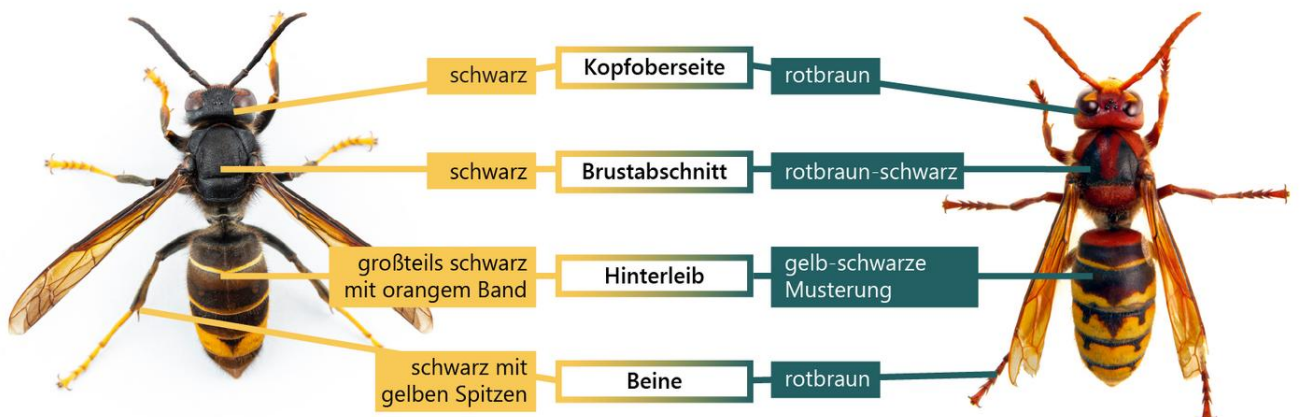 schwarz
Kopfoberseite
rotbraun
schwarz
Brustabschnitt
rotbraun-schwarz
großteils schwarz
mit orangem Band
Hinterleib
gelb-schwarze
Musterung
schwarz mit
gelben Spitzen
Beine
rotbraun